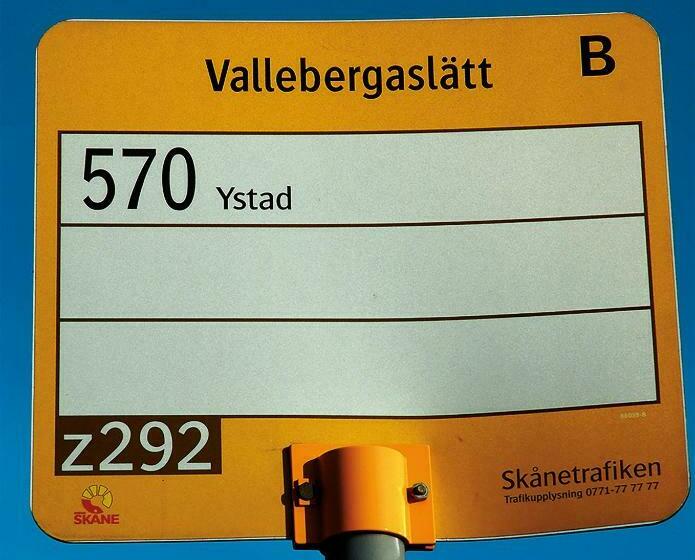 Vallebergaslätt B
570 Ystad
z292
SKÅNE
Skånetrafiken
Trafikupplysning 0771-77 77 77